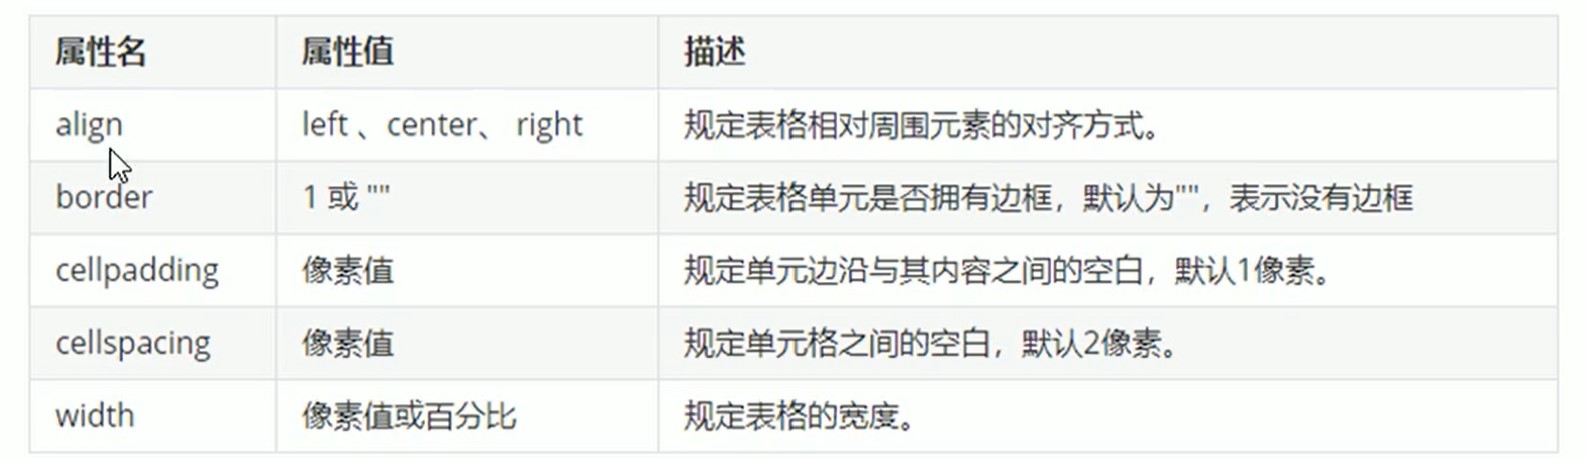 属性名 属性值 描述
align left 、center、 right 规定表格相对周围元素的对齐方式。
border 1 或 "" 规定表格单元是否拥有边框，默认为""，表示没有边框
cellpadding 像素值 规定单元边沿与其内容之间的空白，默认1像素。
cellspacing 像素值 规定单元格之间的空白，默认2像素。
width 像素值或百分比 规定表格的宽度。